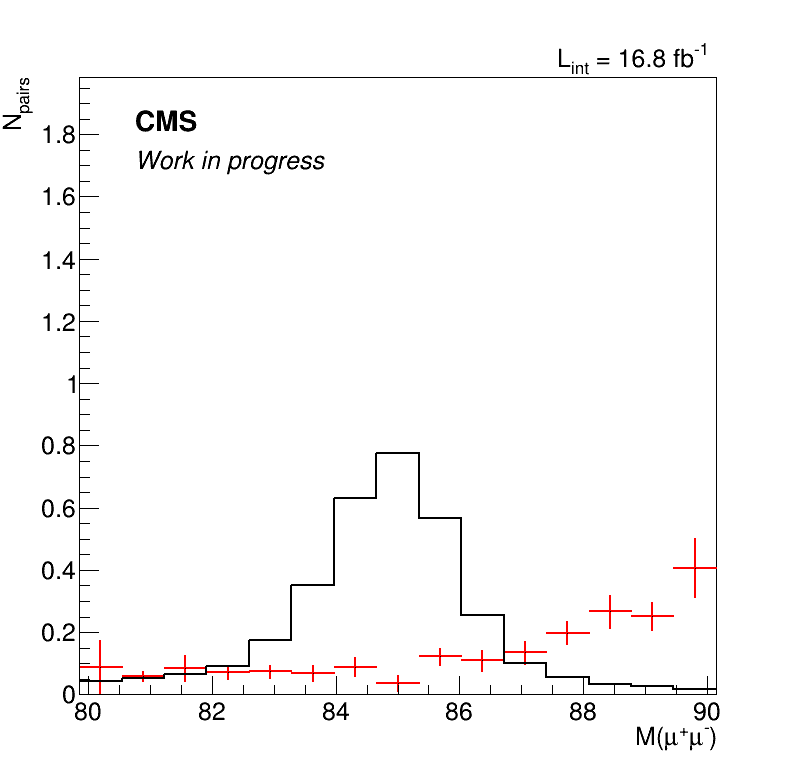 L_int = 16.8 fb^-1
N_pairs
CMS
Work in progress
1.8
1.6
1.4
1.2
1
0.8
0.6
0.4
0.2
0
80 82 84 86 88 90
M(μ⁺μ⁻)